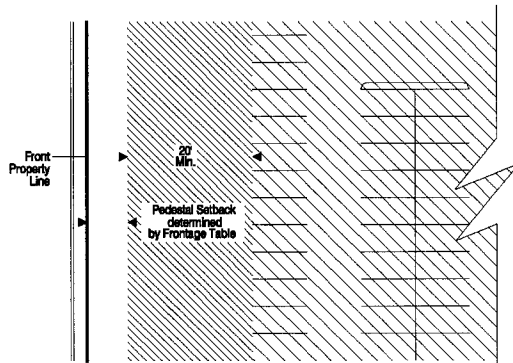 Front
Property
Line
20'
Min.
Pedestal Setback
determined
by Frontage Table